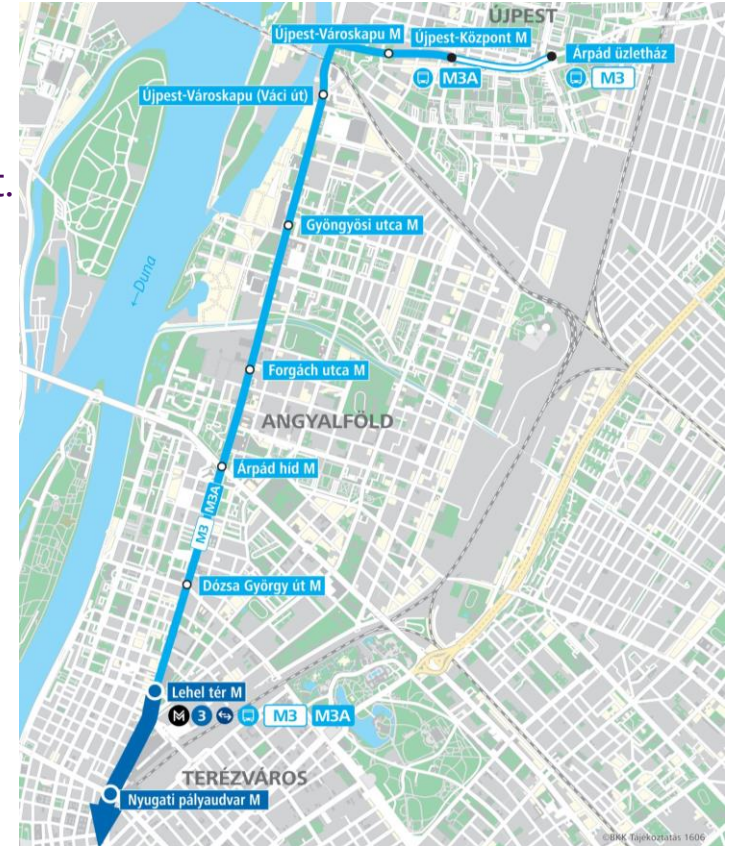 ÚJPEST
Újpest-Városkapu M
Újpest-Központ M
Árpád üzletház
M3A
M3
Újpest-Városkapu (Váci út)
t.
Gyöngyösi utca M
←Duna
Forgách utca M
ANGYALFÖLD
Árpád híd M
M3 M3A
Dózsa György út M
Lehel tér M
M 3 M3 M3A
TERÉZVÁROS
Nyugati pályaudvar M
©BKK Tájékoztatás 1606